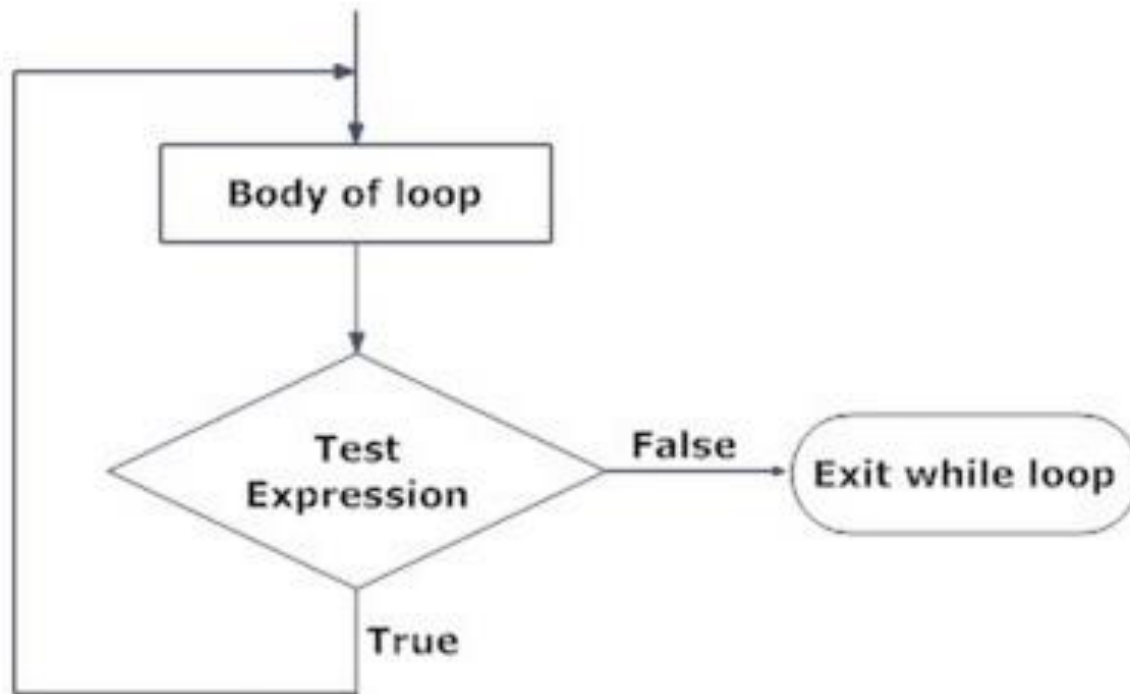 Body of loop
Test
Expression
False
Exit while loop
True